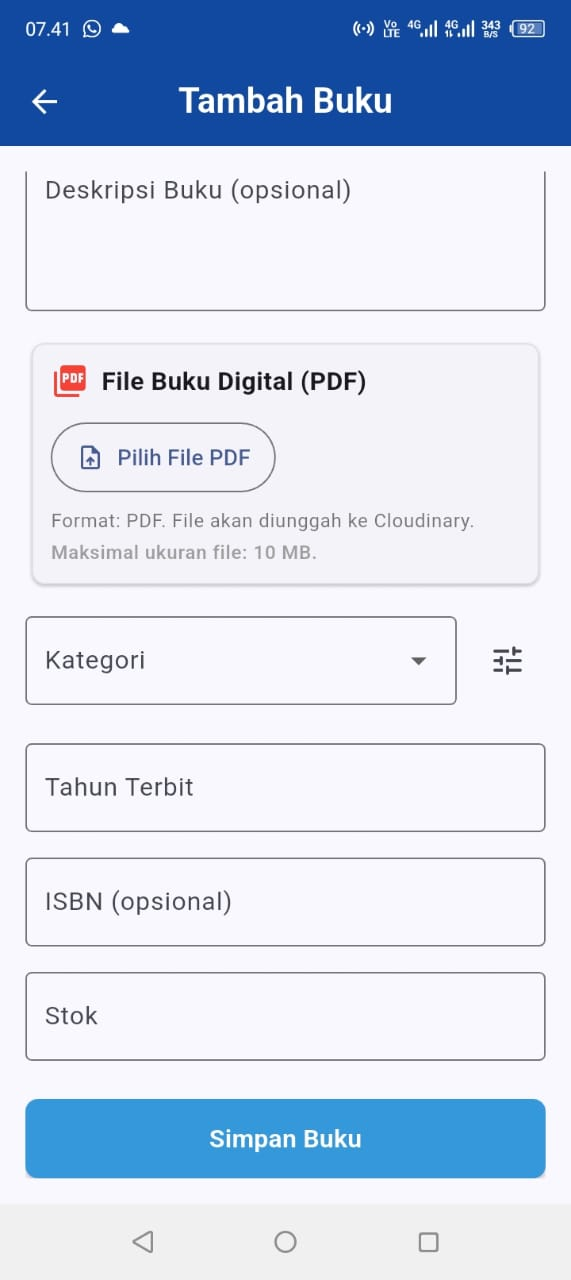 07.41
Vo LTE 4G 4G 343 B/S 92
Tambah Buku
Deskripsi Buku (opsional)
PDF File Buku Digital (PDF)
Pilih File PDF
Format: PDF. File akan diunggah ke Cloudinary.
Maksimal ukuran file: 10 MB.
Kategori
Tahun Terbit
ISBN (opsional)
Stok
Simpan Buku